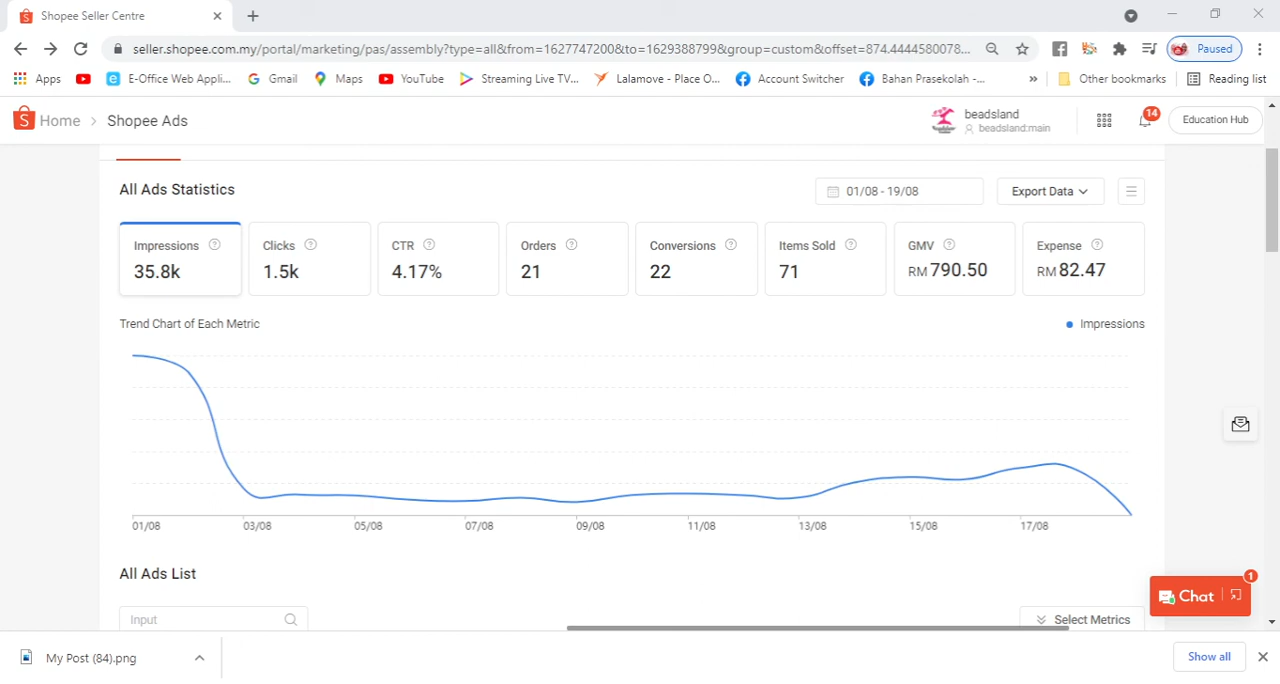 Shopee Seller Centre
seller.shopee.com.my/portal/marketing/pas/assembly?type=all&from=1627747200&to=1629388799&group=custom&offset=874.4444580078...
Paused
Apps
E-Office Web Appli...
Gmail
Maps
YouTube
Streaming Live TV...
Lalamove - Place O...
Account Switcher
Bahan Prasekolah -...
»
Other bookmarks
Reading list
Home > Shopee Ads
beadsland
beadsland:main
14
Education Hub
All Ads Statistics
01/08 - 19/08
Export Data
Impressions
35.8k
Clicks
1.5k
CTR
4.17%
Orders
21
Conversions
22
Items Sold
71
GMV
RM 790.50
Expense
RM 82.47
Trend Chart of Each Metric
Impressions
01/08 03/08 05/08 07/08 09/08 11/08 13/08 15/08 17/08
All Ads List
1
Chat
Input
Select Metrics
My Post (84).png
Show all